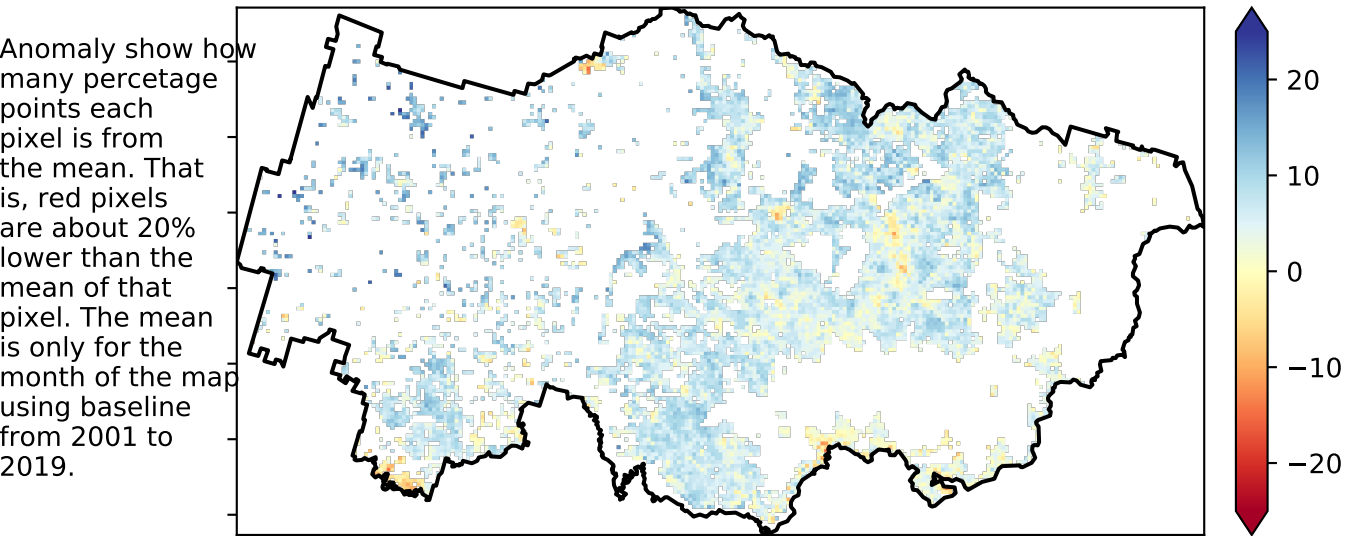 Anomaly show how
many percetage
points each
pixel is from
the mean. That
is, red pixels
are about 20%
lower than the
mean of that
pixel. The mean
is only for the
month of the map
using baseline
from 2001 to
2019.
20
10
0
−10
−20